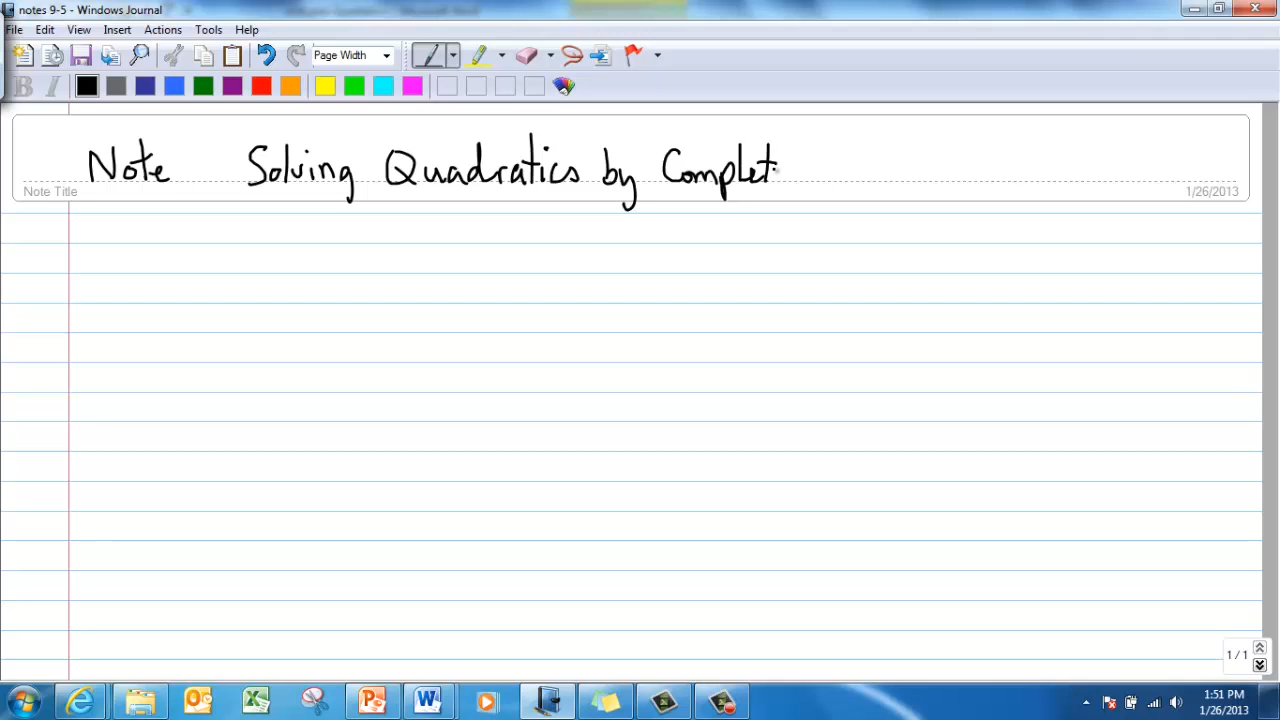 notes 9-5 - Windows Journal
File Edit View Insert Actions Tools Help
Page Width
B I
Note Solving Quadratics by Complet
Note Title
1/26/2013
1 / 1
1:51 PM
1/26/2013